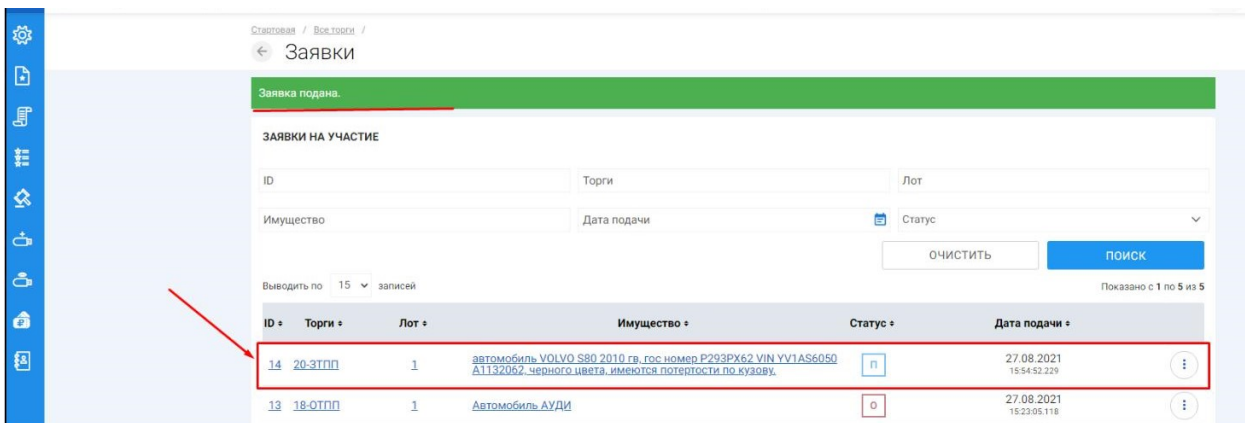 Стартовая / Все торги /
Заявки
Заявка подана.
ЗАЯВКИ НА УЧАСТИЕ
ID Торги Лот
Имущество Дата подачи Статус
ОЧИСТИТЬ ПОИСК
Выводить по 15 записей Показано с 1 по 5 из 5
ID Торги Лот Имущество Статус Дата подачи
14 20-ЗТПП 1 автомобиль VOLVO S80 2010 гв, гос номер Р293РХ62 VIN YV1AS6050 П 27.08.2021
А1132062, черного цвета, имеются потертости по кузову. 15:54:52.229
13 18-ОТПП 1 Автомобиль АУДИ О 27.08.2021
15:23:05.118